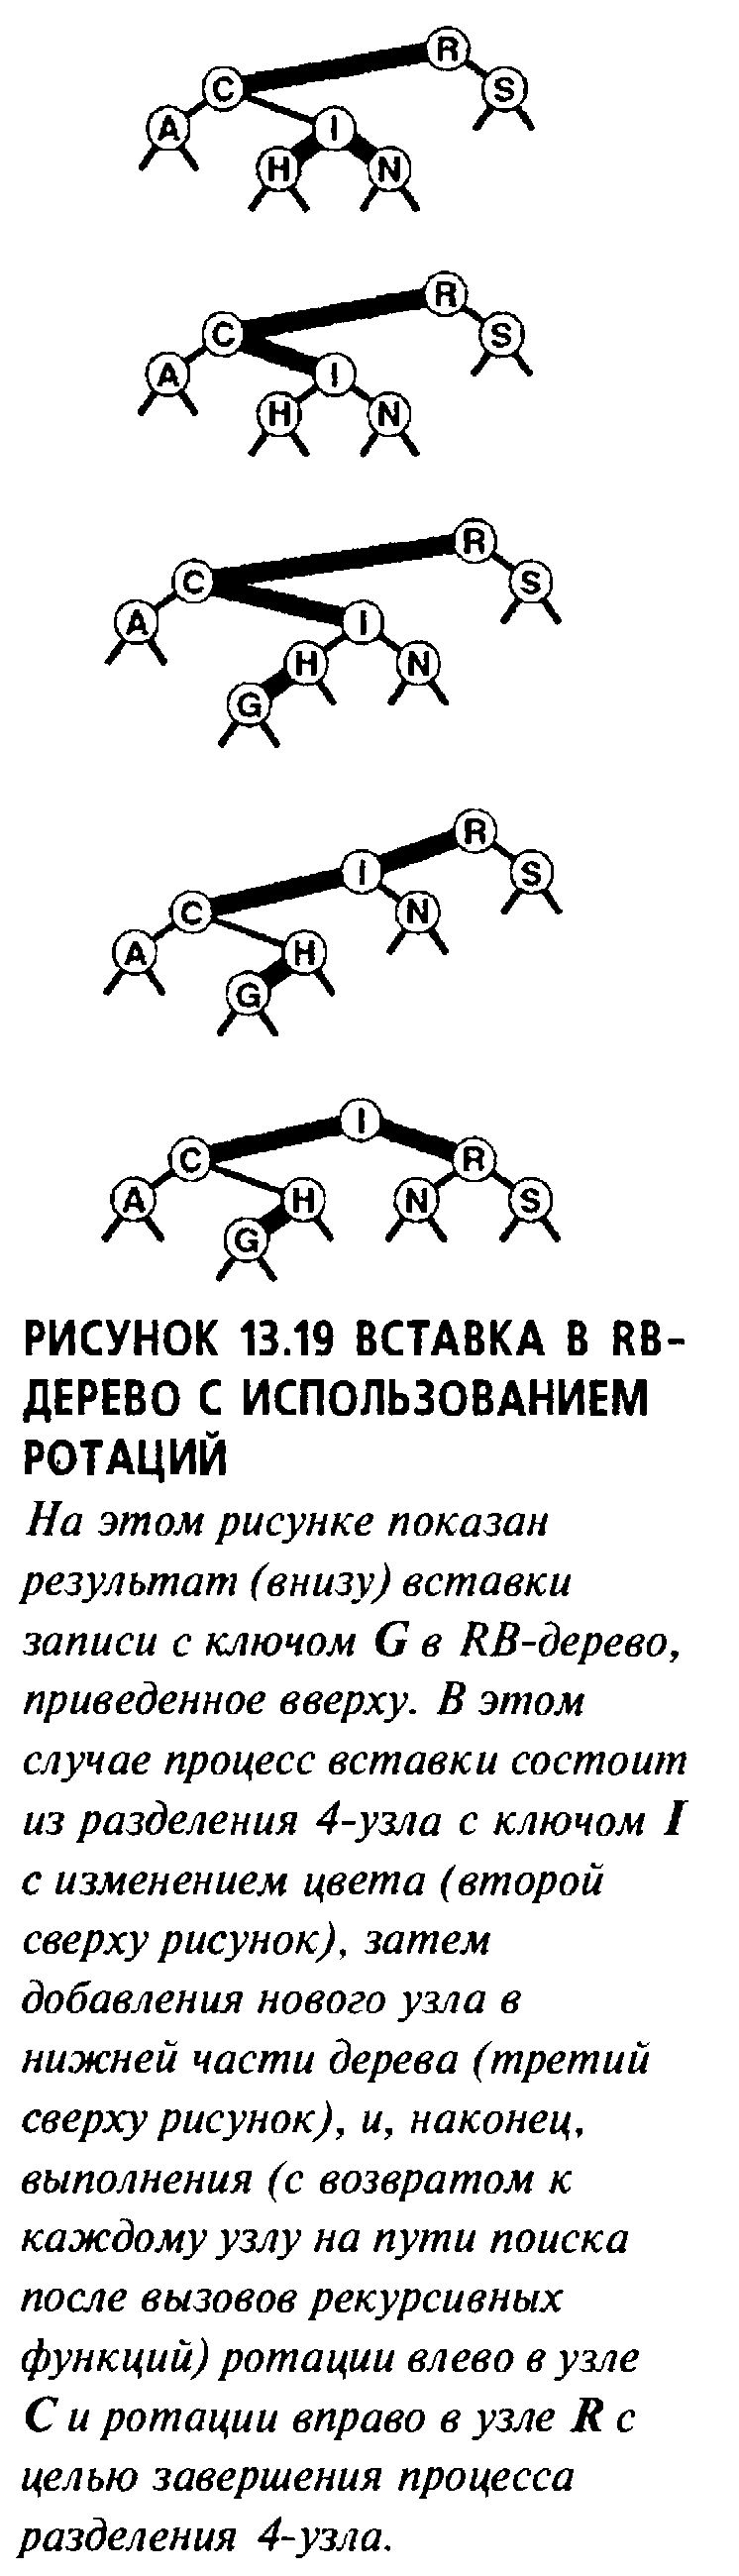 R
C
S
A
I
H
N
R
C
S
A
I
H
N
R
C
S
A
I
H
N
G
R
I
S
C
N
A
H
G
I
C
R
A
H
N
S
G
РИСУНОК 13.19 ВСТАВКА В RB-
ДЕРЕВО С ИСПОЛЬЗОВАНИЕМ
РОТАЦИЙ
На этом рисунке показан
результат (внизу) вставки
записи с ключом G в RB-дерево,
приведенное вверху. В этом
случае процесс вставки состоит
из разделения 4-узла с ключом I
с изменением цвета (второй
сверху рисунок), затем
добавления нового узла в
нижней части дерева (третий
сверху рисунок), и, наконец,
выполнения (с возвратом к
каждому узлу на пути поиска
после вызовов рекурсивных
функций) ротации влево в узле
C и ротации вправо в узле R с
целью завершения процесса
разделения 4-узла.